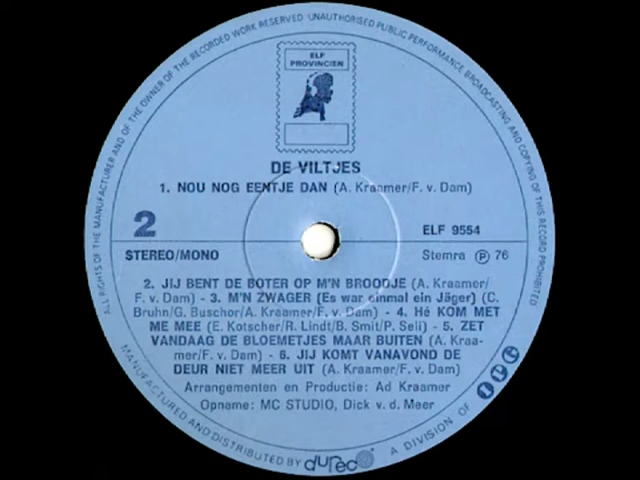 ALL RIGHTS OF THE MANUFACTURER AND OF THE OWNER OF THE RECORDED WORK RESERVED UNAUTHORISED PUBLIC PERFORMANCE BROADCASTING AND COPYING OF THIS RECORD PROHIBITED
ELF
PROVINCIEN
DE VILTJES
1. NOU NOG EENTJE DAN (A. Kraamer/F. v. Dam)
2
ELF 9554
STEREO/MONO
Stemra Ⓟ 76
2. JIJ BENT DE BOTER OP M'N BROODJE (A. Kraamer/
F. v. Dam) - 3. M'N ZWAGER (Es war einmal ein Jäger) (C.
Bruhn/G. Buschor/A. Kraamer/F. v. Dam) - 4. Hé KOM MET
ME MEE (E. Kotscher/R. Lindt/B. Smit/P. Seli) - 5. ZET
VANDAAG DE BLOEMETJES MAAR BUITEN (A. Kraa-
mer/F. v. Dam) - 6. JIJ KOMT VANAVOND DE
DEUR NIET MEER UIT (A. Kraamer/F. v. Dam)
Arrangementen en Productie: Ad Kraamer
Opname: MC STUDIO, Dick v. d. Meer
MANUFACTURED AND DISTRIBUTED BY dureco A DIVISION OF